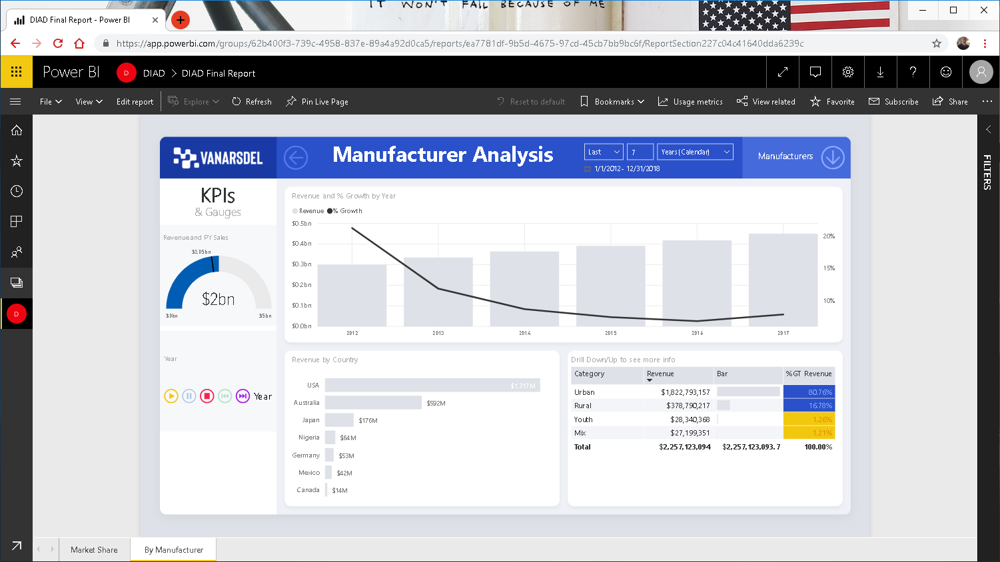 IT WON'T FAIL BECAUSE OF ME
DIAD Final Report - Power BI
https://app.powerbi.com/groups/62b400f3-739c-4958-837e-89a4a92d0ca5/reports/ea7781df-9b5d-4675-97cd-45cb7bb9bc6f/ReportSection227c04c41640dda6239c
Power BI D DIAD > DIAD Final Report ?
File View Edit report Explore Refresh Pin Live Page Reset to default Bookmarks Usage metrics View related Favorite Subscribe Share ...
VANARSDEL
Manufacturer Analysis
Last 7 Years (Calendar)
1/1/2012 - 12/31/2018
Manufacturers
FILTERS
KPIs
& Gauges
Revenue and PY Sales
$2.05bn
$2bn
$0bn $5bn
Year
Year
D
Revenue and % Growth by Year
Revenue % Growth
$0.5bn
$0.4bn
$0.3bn
$0.2bn
$0.1bn
$0.0bn
20%
15%
10%
2012 2013 2014 2015 2016 2017
Revenue by Country
USA $1,317M
Australia $592M
Japan $176M
Nigeria $64M
Germany $53M
Mexico $42M
Canada $14M
Drill Down/Up to see more info
Category Revenue Bar %GT Revenue
Urban $1,822,793,157 80.76%
Rural $378,790,217 16.78%
Youth $28,340,368 1.26%
Mix $27,199,351 1.21%
Total $2,257,123,094 $2,257,123,093.7 100.00%
Market Share By Manufacturer